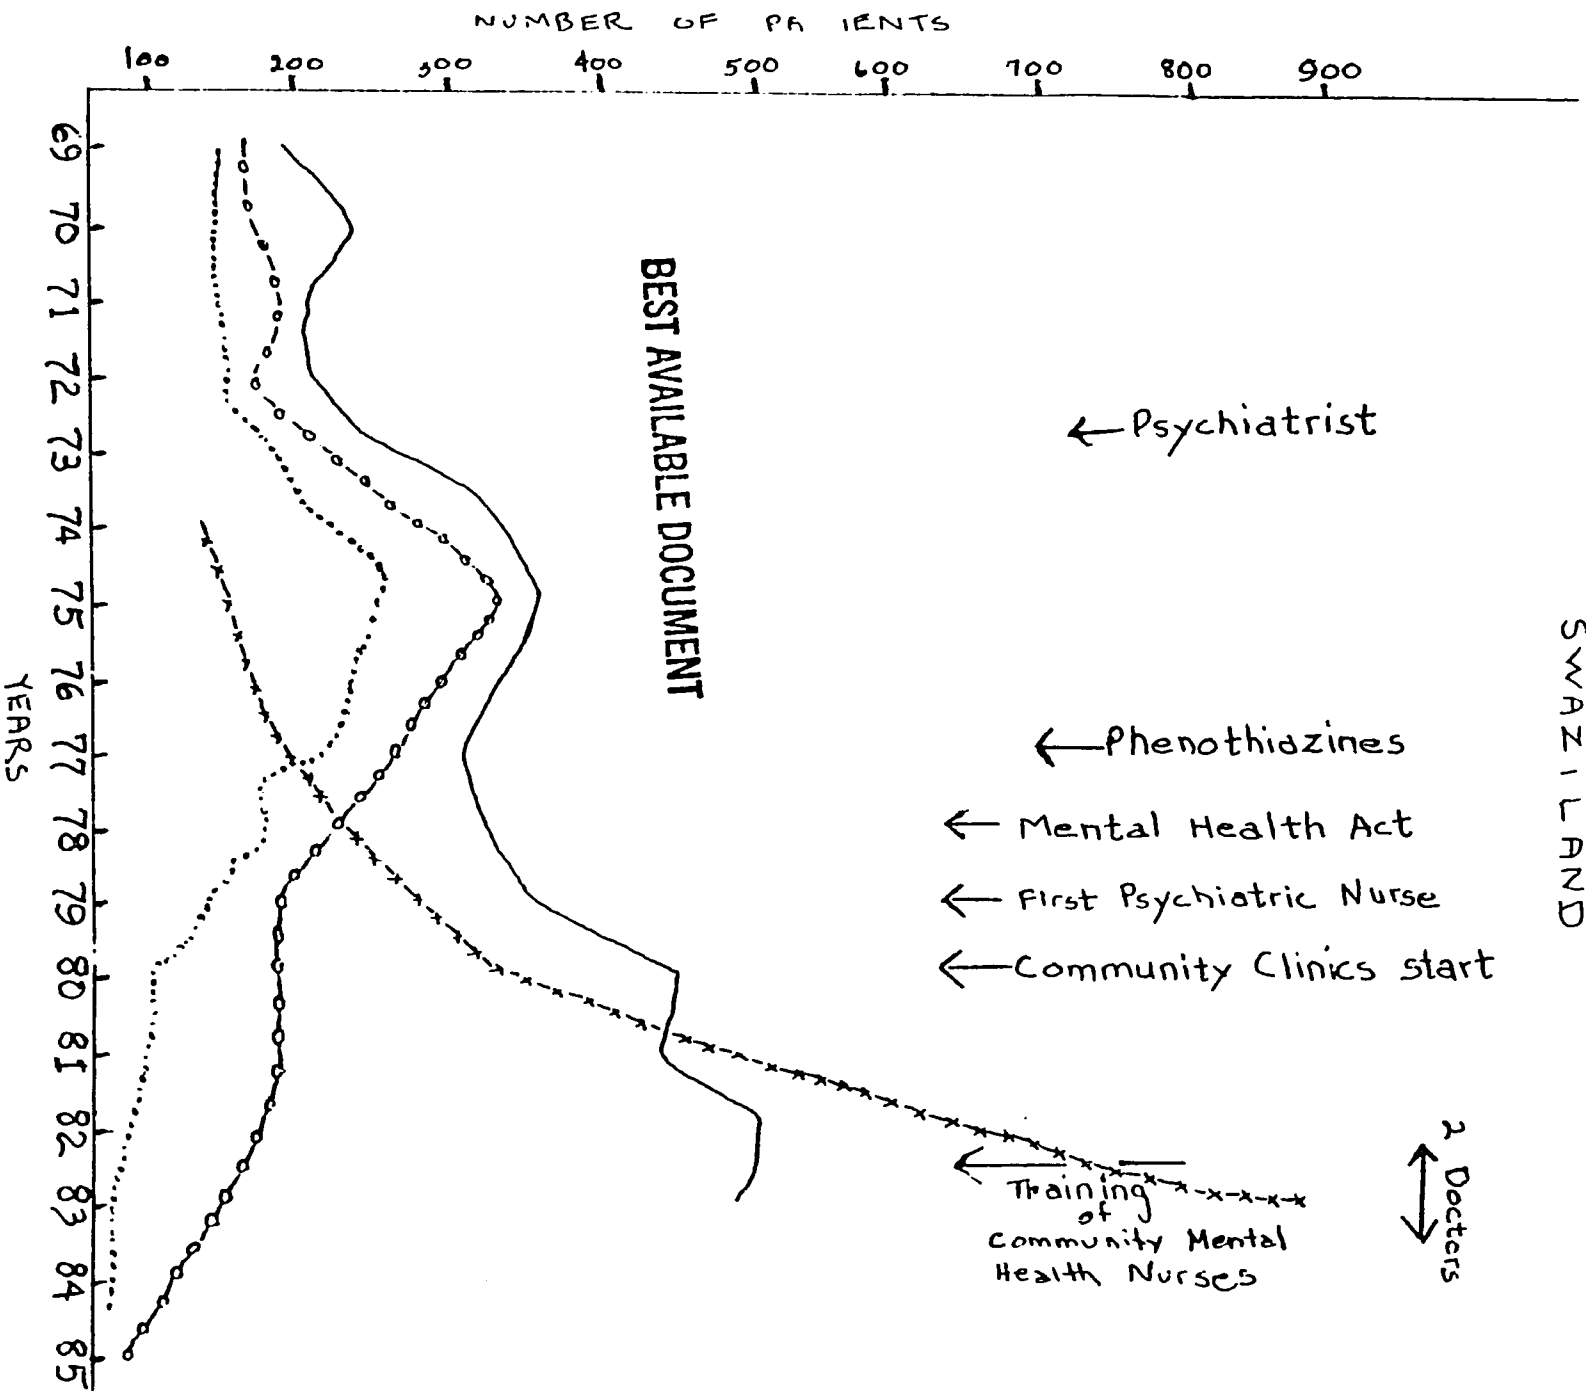 NUMBER OF PA IENTS
100 200 300 400 500 600 700 800 900
69
70
71
72
73
74
75
76
77
78
79
80
81
82
83
84
85
YEARS
BEST AVAILABLE DOCUMENT
Psychiatrist
Phenothiazines
Mental Health Act
First Psychiatric Nurse
Community Clinics start
Training
of
Community Mental
Health Nurses
2 Doctors
SWAZILAND